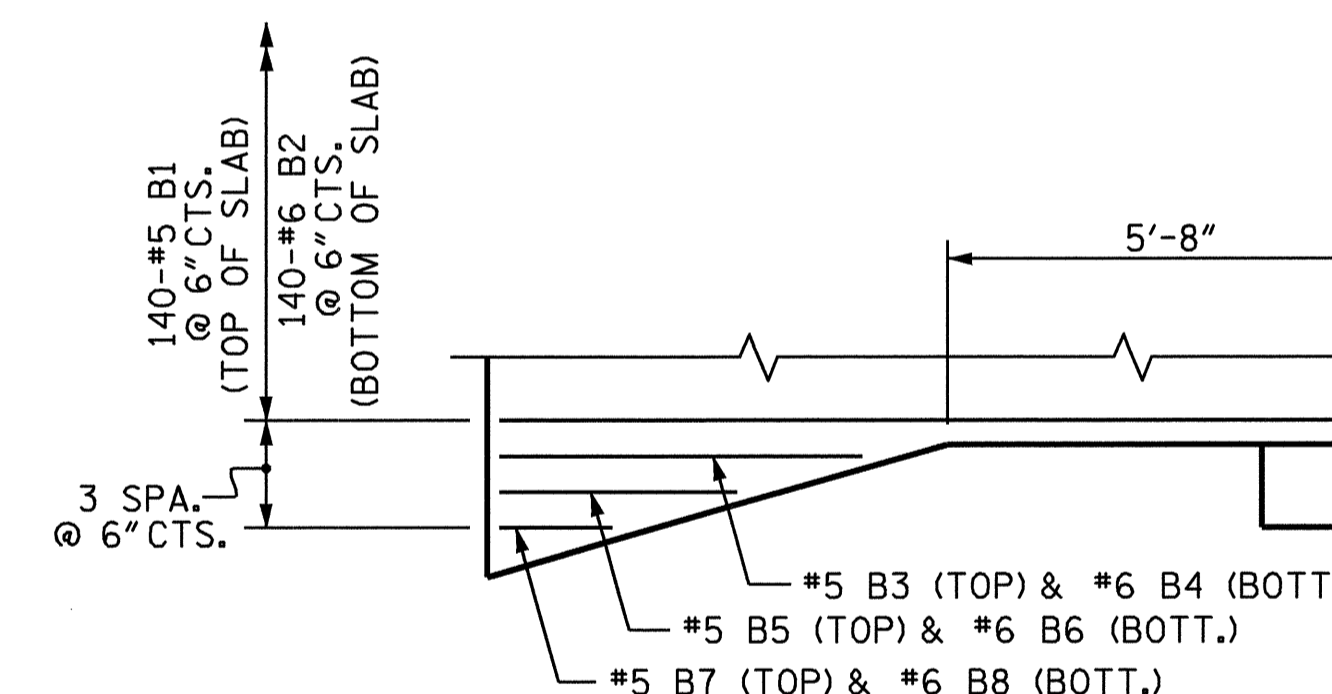 140-#5 B1
@ 6"CTS.
(TOP OF SLAB)
140-#6 B2
@ 6"CTS.
(BOTTOM OF SLAB)
5'-8"
3 SPA.
@ 6"CTS.
#5 B3 (TOP) & #6 B4 (BOTT
#5 B5 (TOP) & #6 B6 (BOTT.)
#5 B7 (TOP) & #6 B8 (BOTT.)